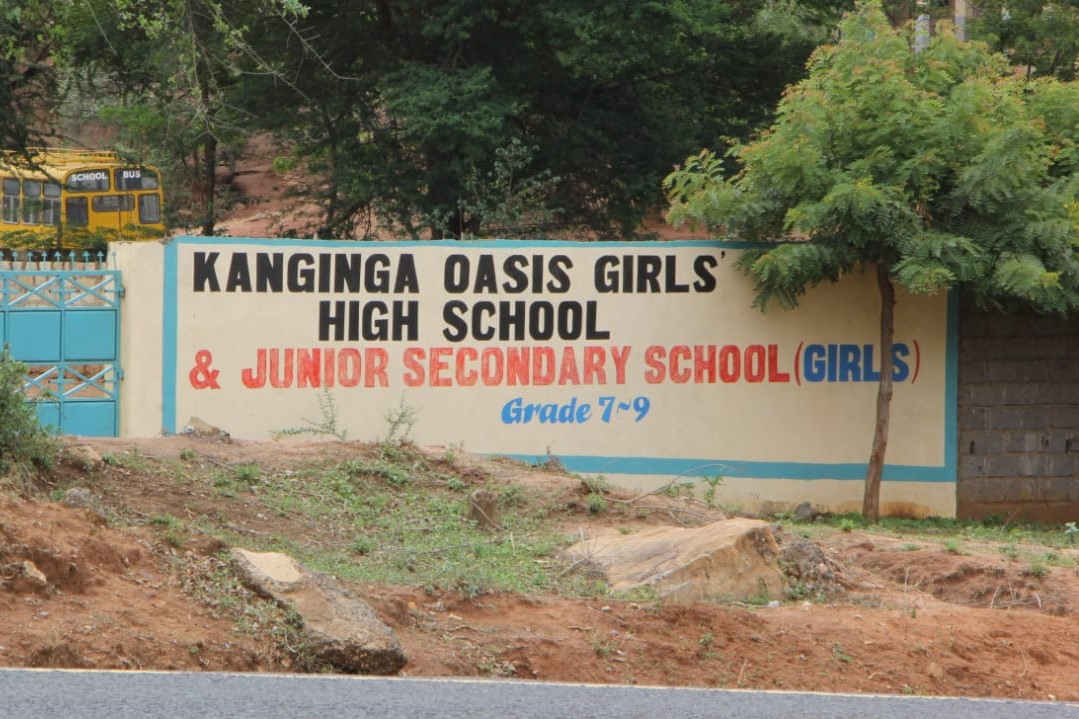 SCHOOL BUS
KANGINGA OASIS GIRLS'
HIGH SCHOOL
& JUNIOR SECONDARY SCHOOL (GIRLS)
Grade 7~9